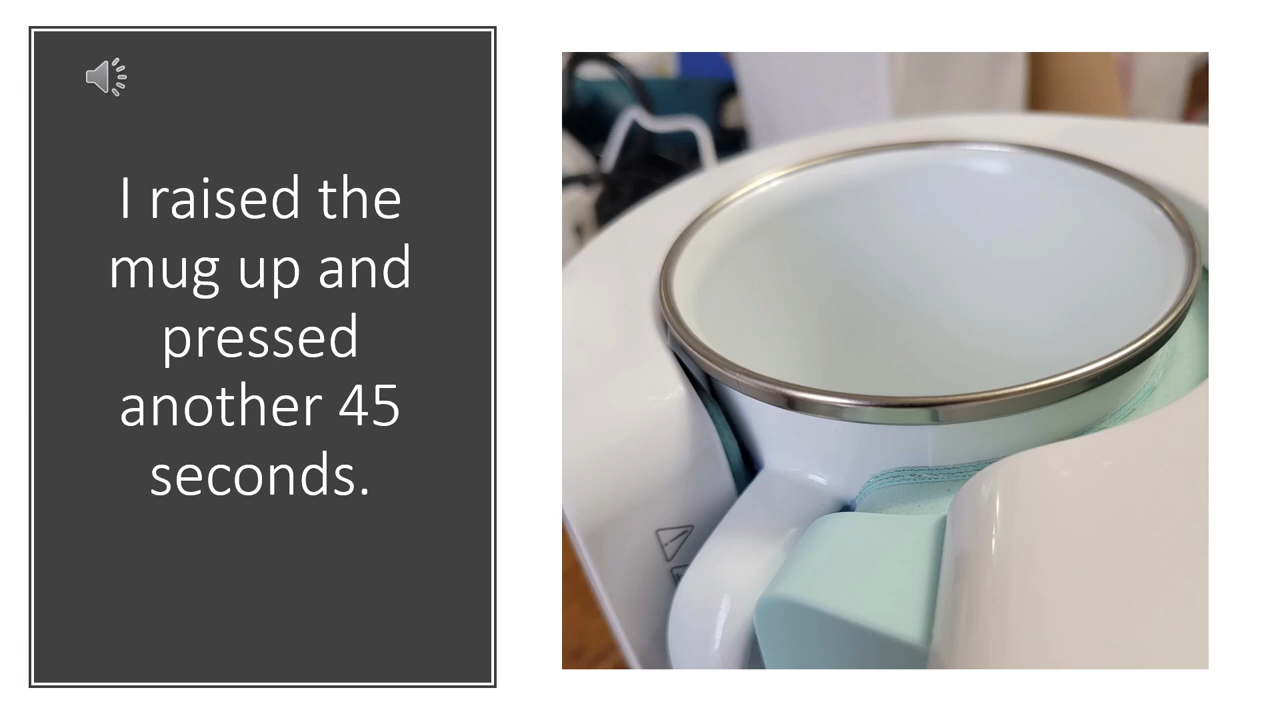 I raised the
mug up and
pressed
another 45
seconds.